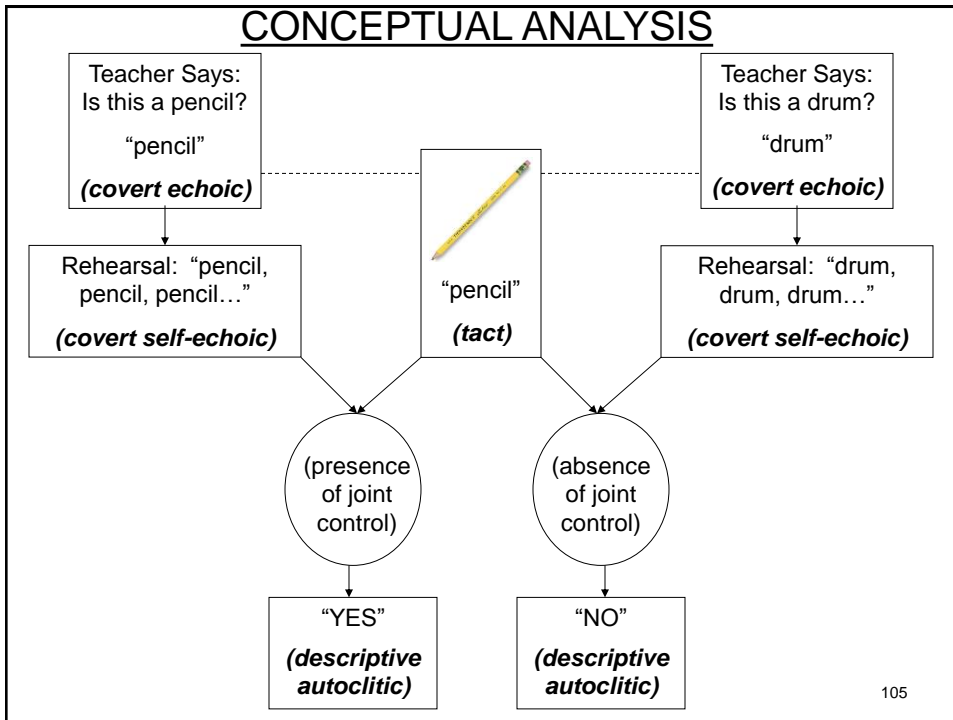 CONCEPTUAL ANALYSIS
Teacher Says:
Is this a pencil?
“pencil”
(covert echoic)
Rehearsal:  “pencil,
pencil, pencil…”
(covert self-echoic)
“pencil”
(tact)
Teacher Says:
Is this a drum?
“drum”
(covert echoic)
Rehearsal:  “drum,
drum, drum…”
(covert self-echoic)
(presence
of joint
control)
(absence
of joint
control)
“YES”
(descriptive
autoclitic)
“NO”
(descriptive
autoclitic)
105